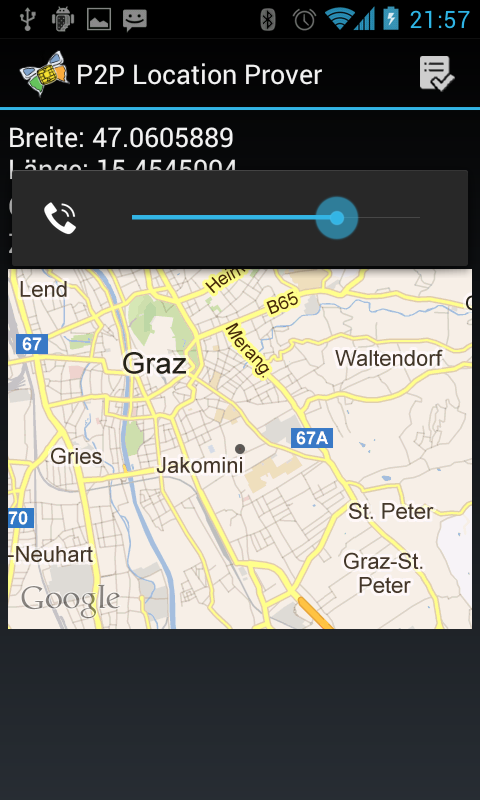 21:57
P2P Location Prover
Breite: 47.0605889
Länge: 15.4545004
Lend
Heinr
B65
67
Merang.
Graz
Waltendorf
67A
Gries
Jakomini
70
St. Peter
-Neuhart
Graz-St.
Peter
Google